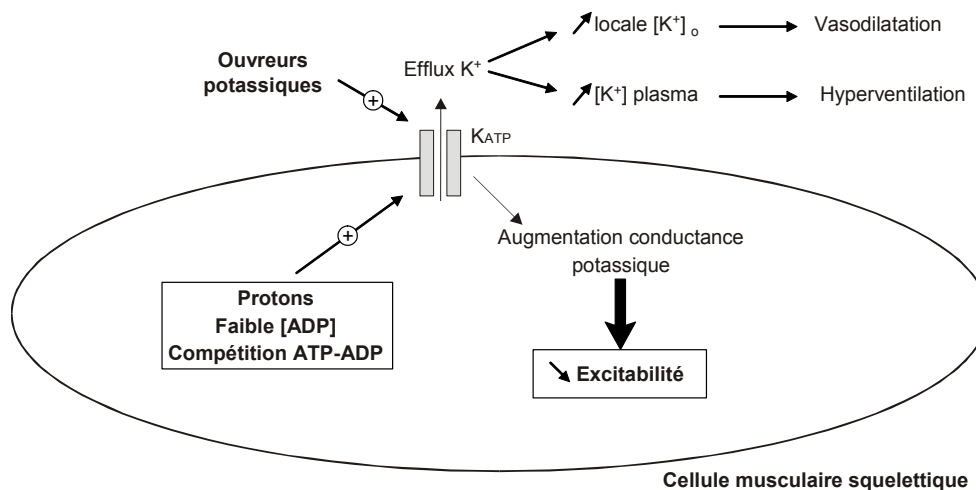 locale [K⁺]ₒ
Vasodilatation
Ouvreurs
potassiques
Efflux K⁺
[K⁺] plasma
Hyperventilation
+
KATP
+
Augmentation conductance
potassique
Protons
Faible [ADP]
Compétition ATP-ADP
Excitabilité
Cellule musculaire squelettique